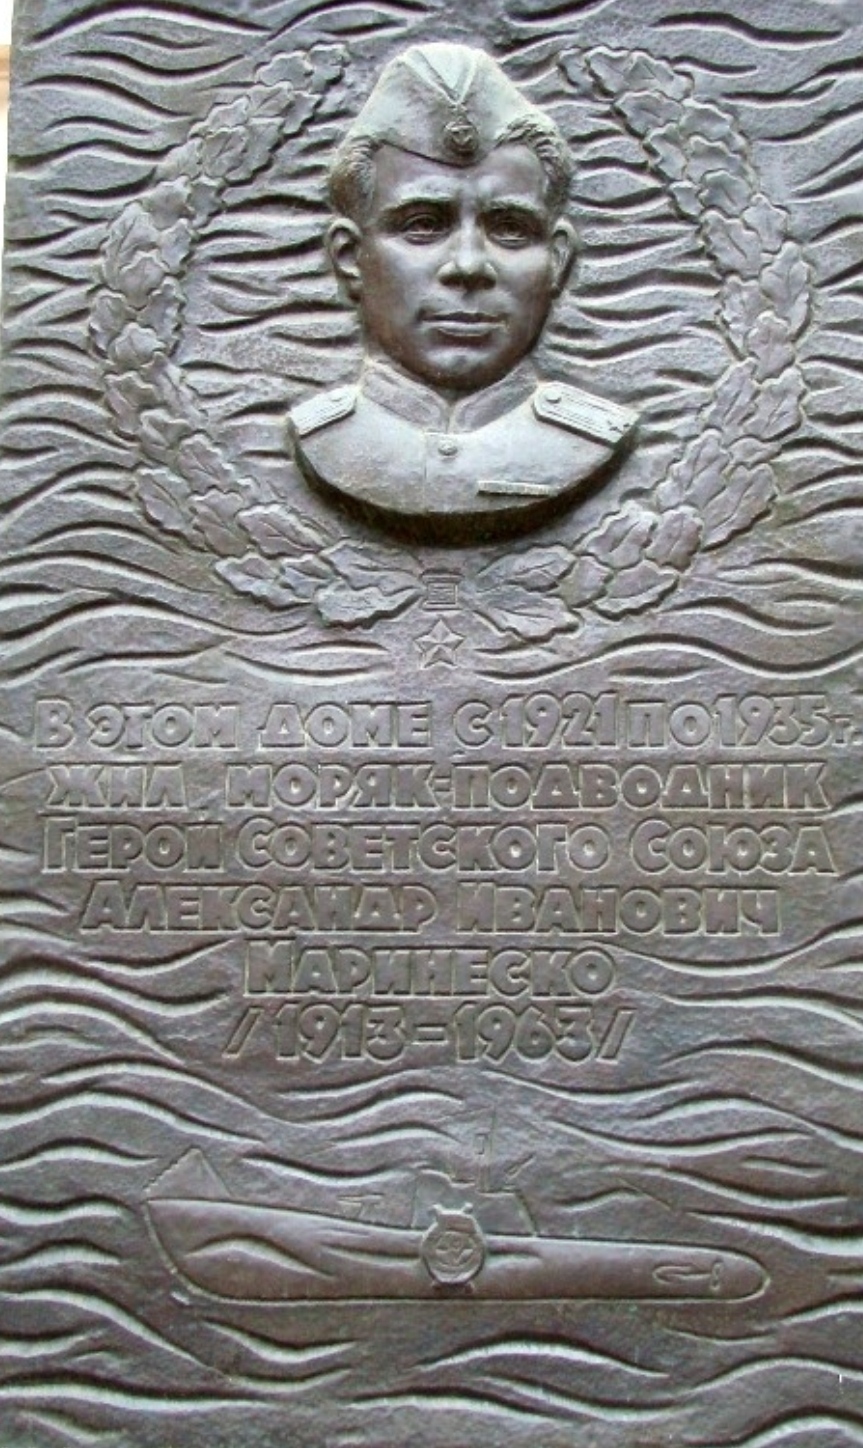 В ЭТОМ ДОМЕ С 1921 ПО 1935 г.
ЖИЛ МОРЯК-ПОДВОДНИК
ГЕРОЙ СОВЕТСКОГО СОЮЗА
АЛЕКСАНДР ИВАНОВИЧ
МАРИНЕСКО
/1913-1963/